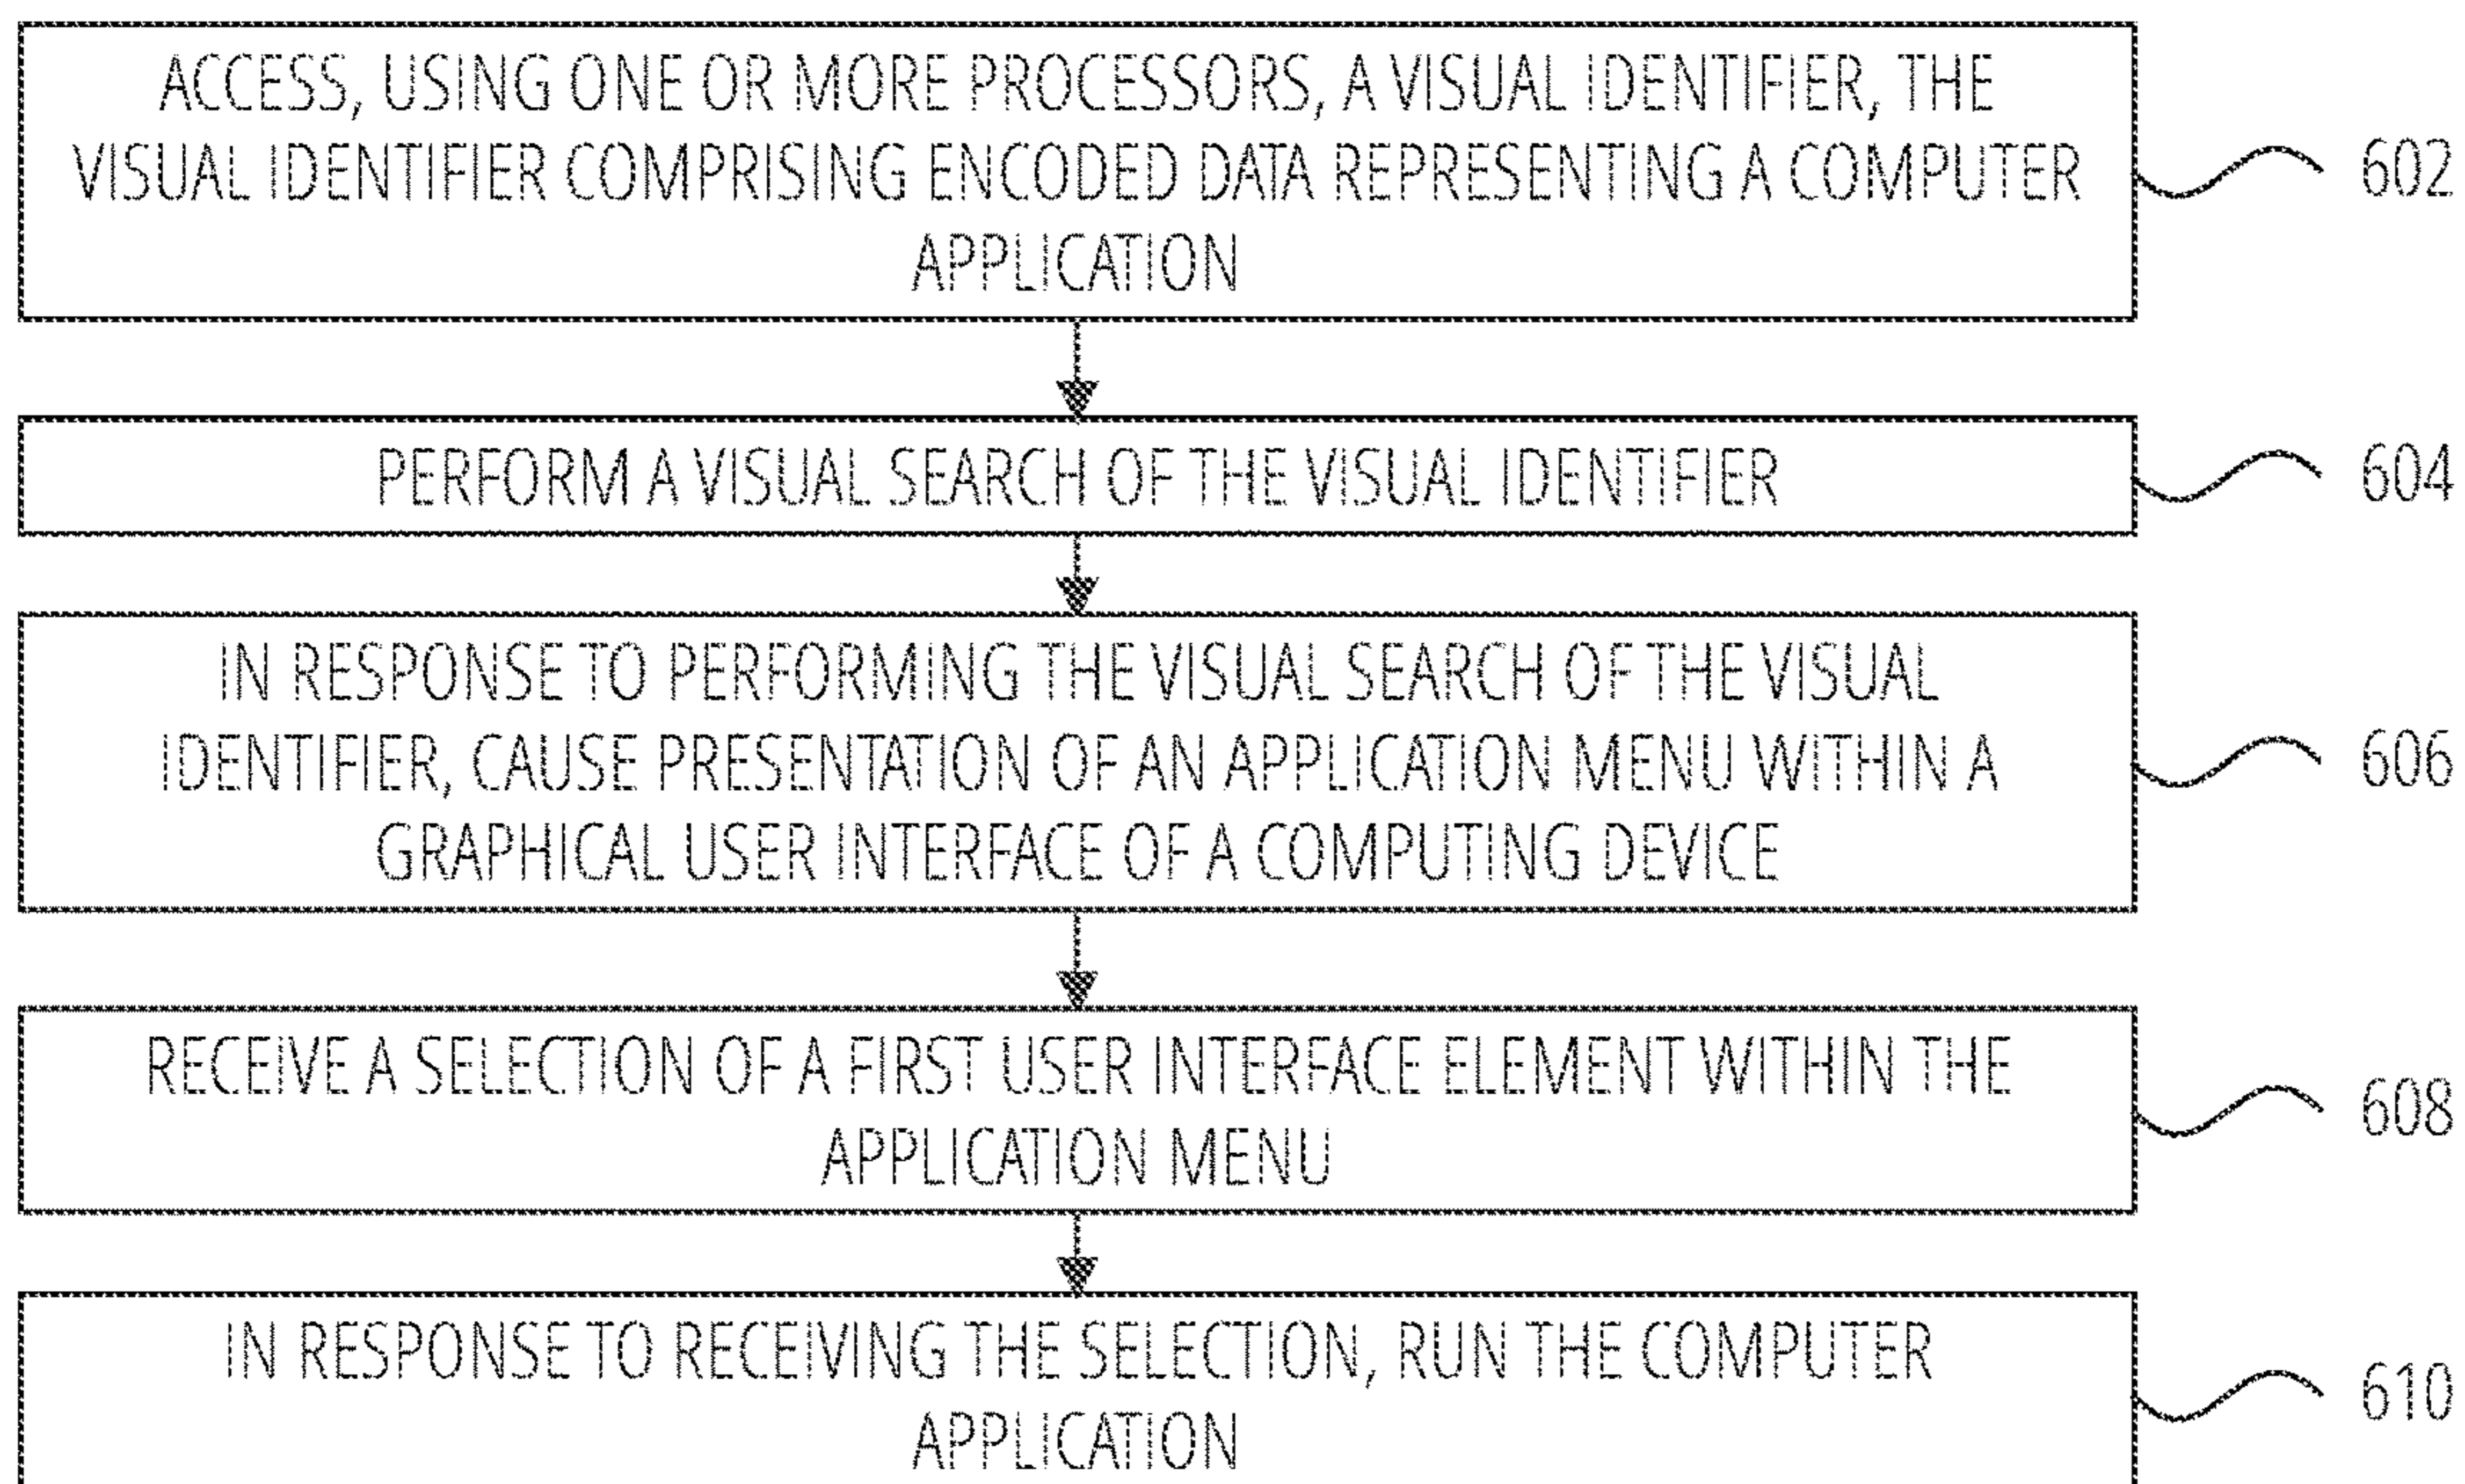 ACCESS, USING ONE OR MORE PROCESSORS, A VISUAL IDENTIFIER, THE
VISUAL IDENTIFIER COMPRISING ENCODED DATA REPRESENTING A COMPUTER
APPLICATION
602
PERFORM A VISUAL SEARCH OF THE VISUAL IDENTIFIER
604
IN RESPONSE TO PERFORMING THE VISUAL SEARCH OF THE VISUAL
IDENTIFIER, CAUSE PRESENTATION OF AN APPLICATION MENU WITHIN A
GRAPHICAL USER INTERFACE OF A COMPUTING DEVICE
606
RECEIVE A SELECTION OF A FIRST USER INTERFACE ELEMENT WITHIN THE
APPLICATION MENU
608
IN RESPONSE TO RECEIVING THE SELECTION, RUN THE COMPUTER
APPLICATION
610